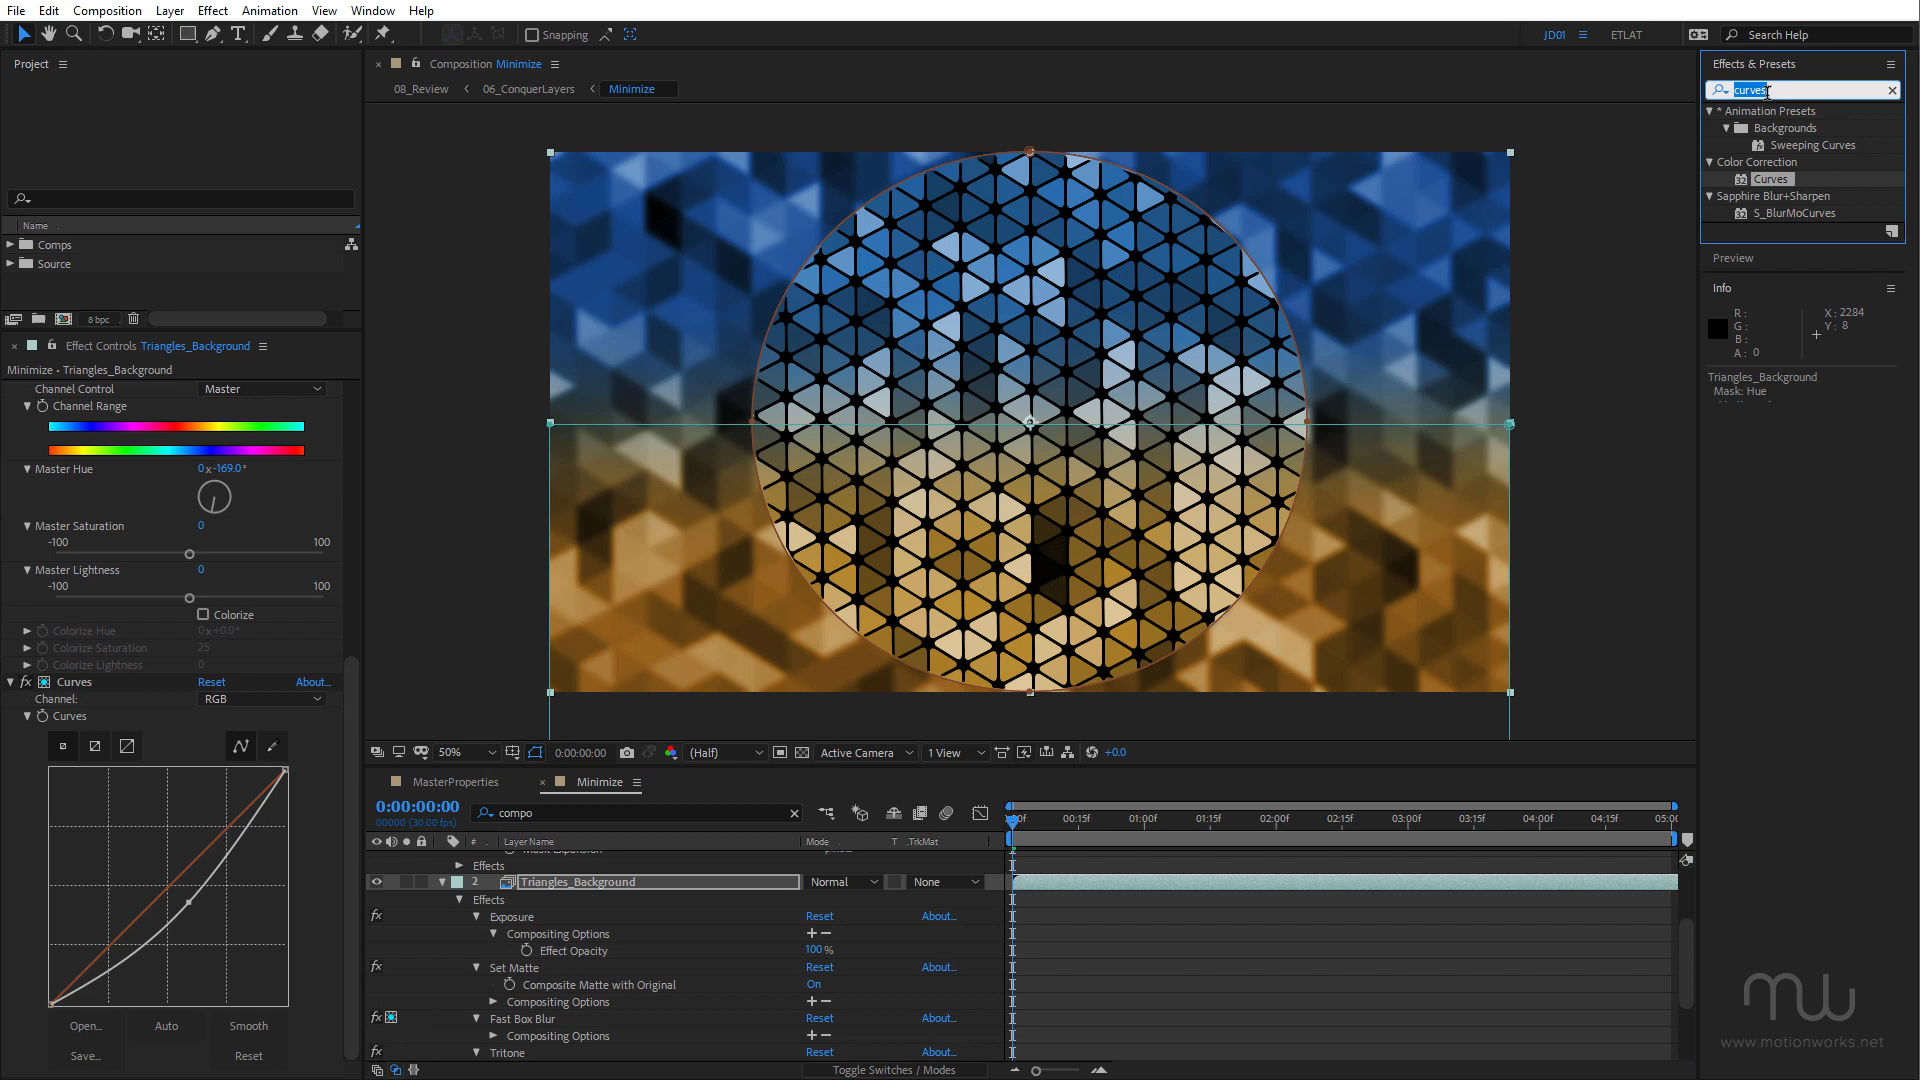 File Edit Composition Layer Effect Animation View Window Help
Snapping
JD01
ETLAT
Search Help
Project
Name
Comps
Source
8 bpc
Effect Controls Triangles_Background
Minimize • Triangles_Background
Channel Control Master
Channel Range
Master Hue 0x-169.0°
Master Saturation 0
-100 100
Master Lightness 0
-100 100
Colorize
Colorize Hue 0x+0.0°
Colorize Saturation 25
Colorize Lightness 0
fx Curves Reset About...
Channel: RGB
Curves
Open... Auto Smooth
Save... Reset
Composition Minimize
08_Review 06_ConquerLayers Minimize
50% 0:00:00:00 (Half) Active Camera 1 View +0.0
MasterProperties Minimize
0:00:00:00
00000 (30.00 fps)
compo
# Layer Name Mode T .TrkMat
00:15f 01:00f 01:15f 02:00f 02:15f 03:00f 03:15f 04:00f 04:15f
Effects
2 Triangles_Background Normal None
Effects
fx Exposure Reset About...
Compositing Options + −
Effect Opacity 100%
fx Set Matte Reset About...
Composite Matte with Original On
Compositing Options + −
fx Fast Box Blur Reset About...
Compositing Options + −
fx Tritone Reset About...
Toggle Switches / Modes
Effects & Presets
curves
* Animation Presets
Backgrounds
Sweeping Curves
Color Correction
Curves
Sapphire Blur+Sharpen
S_BlurMoCurves
Preview
Info
R :
G :
B :
A : 0
X : 2284
Y : 8
Triangles_Background
Mask: Hue
mw
www.motionworks.net